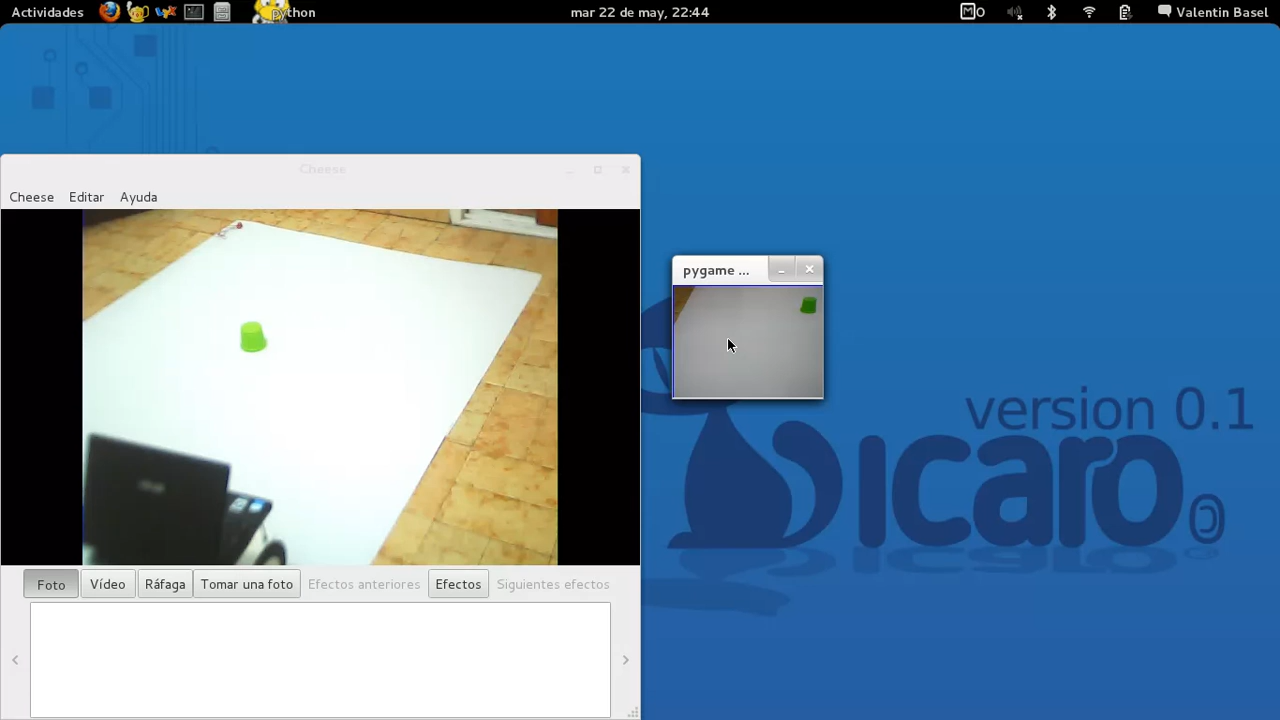 Actividades
python
mar 22 de may, 22:44
Valentin Basel
Cheese
Cheese Editar Ayuda
pygame ...
version 0.1
icaro
Foto Vídeo Ráfaga Tomar una foto Efectos anteriores Efectos Siguientes efectos